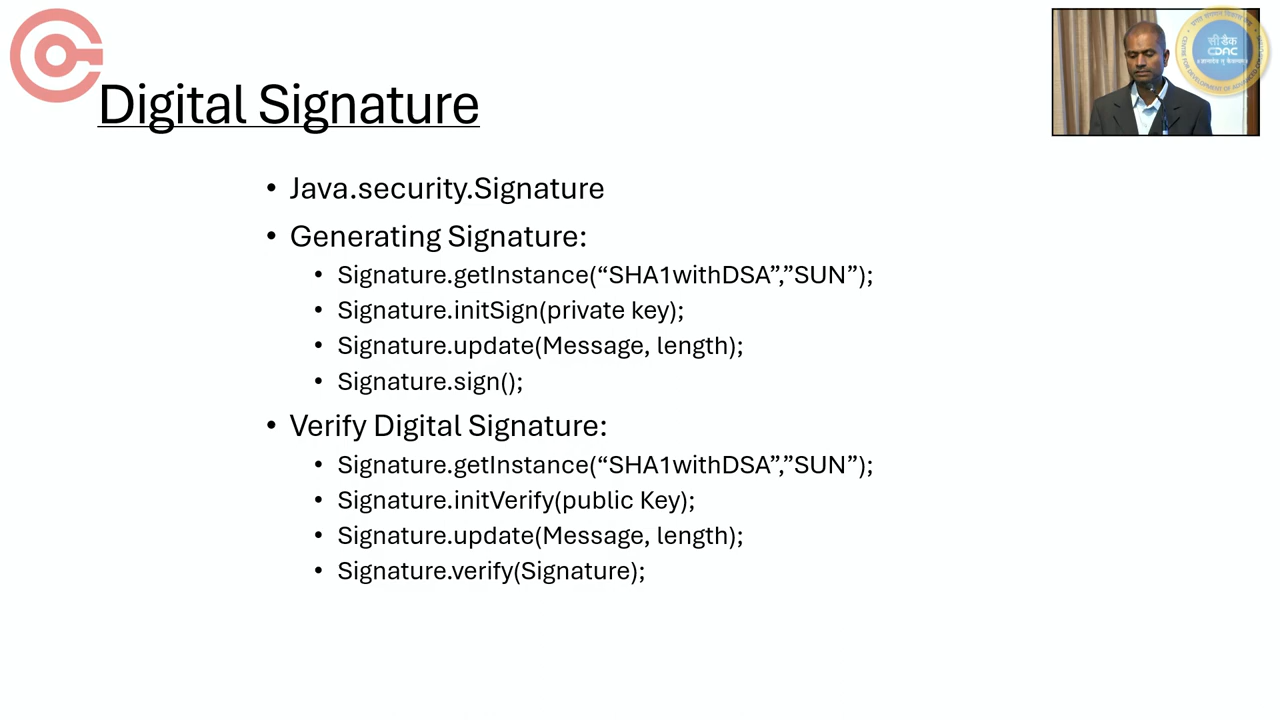 Digital Signature
• Java.security.Signature
• Generating Signature:
• Signature.getInstance(“SHA1withDSA”,”SUN”);
• Signature.initSign(private key);
• Signature.update(Message, length);
• Signature.sign();
• Verify Digital Signature:
• Signature.getInstance(“SHA1withDSA”,”SUN”);
• Signature.initVerify(public Key);
• Signature.update(Message, length);
• Signature.verify(Signature);
सी डैक
CDAC